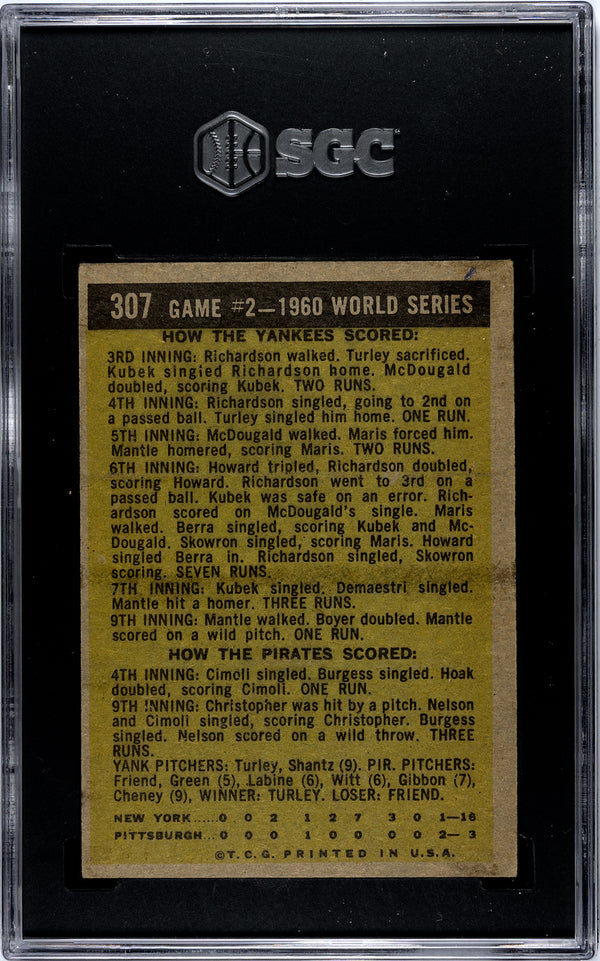 SGC
307 GAME #2—1960 WORLD SERIES
HOW THE YANKEES SCORED:
3RD INNING: Richardson walked. Turley sacrificed.
Kubek singled Richardson home. McDougald
doubled, scoring Kubek. TWO RUNS.
4TH INNING: Richardson singled, going to 2nd on
a passed ball. Turley singled him home. ONE RUN.
5TH INNING: McDougald walked. Maris forced him.
Mantle homered, scoring Maris. TWO RUNS.
6TH INNING: Howard tripled, Richardson doubled,
scoring Howard. Richardson went to 3rd on a
passed ball. Kubek was safe on an error. Rich-
ardson scored on McDougald's single. Maris
walked. Berra singled, scoring Kubek and Mc-
Dougald. Skowron singled, scoring Maris. Howard
singled Berra in. Richardson singled, Skowron
scoring. SEVEN RUNS.
7TH INNING: Kubek singled. Demaestri singled.
Mantle hit a homer. THREE RUNS.
9TH INNING: Mantle walked. Boyer doubled. Mantle
scored on a wild pitch. ONE RUN.
HOW THE PIRATES SCORED:
4TH INNING: Cimoli singled. Burgess singled. Hoak
doubled, scoring Cimoli. ONE RUN.
9TH INNING: Christopher was hit by a pitch. Nelson
and Cimoli singled, scoring Christopher. Burgess
singled. Nelson scored on a wild throw. THREE
RUNS.
YANK PITCHERS: Turley, Shantz (9). PIR. PITCHERS:
Friend, Green (5), Labine (6), Witt (6), Gibbon (7),
Cheney (9), WINNER: TURLEY. LOSER: FRIEND.
NEW YORK......0 0 2 1 2 7 3 0 1—16
PITTSBURGH...0 0 0 1 0 0 0 0 2— 3
©T.C.G. PRINTED IN U.S.A.